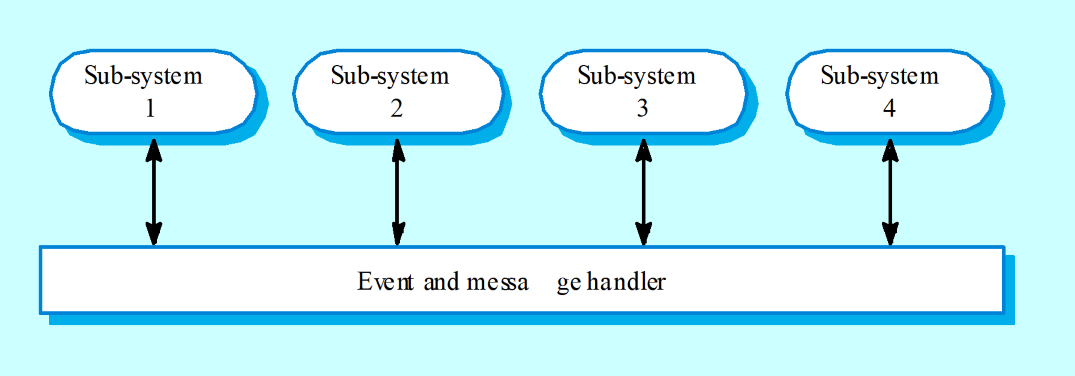 Sub-system
1
Sub-system
2
Sub-system
3
Sub-system
4
Event and messa ge handler